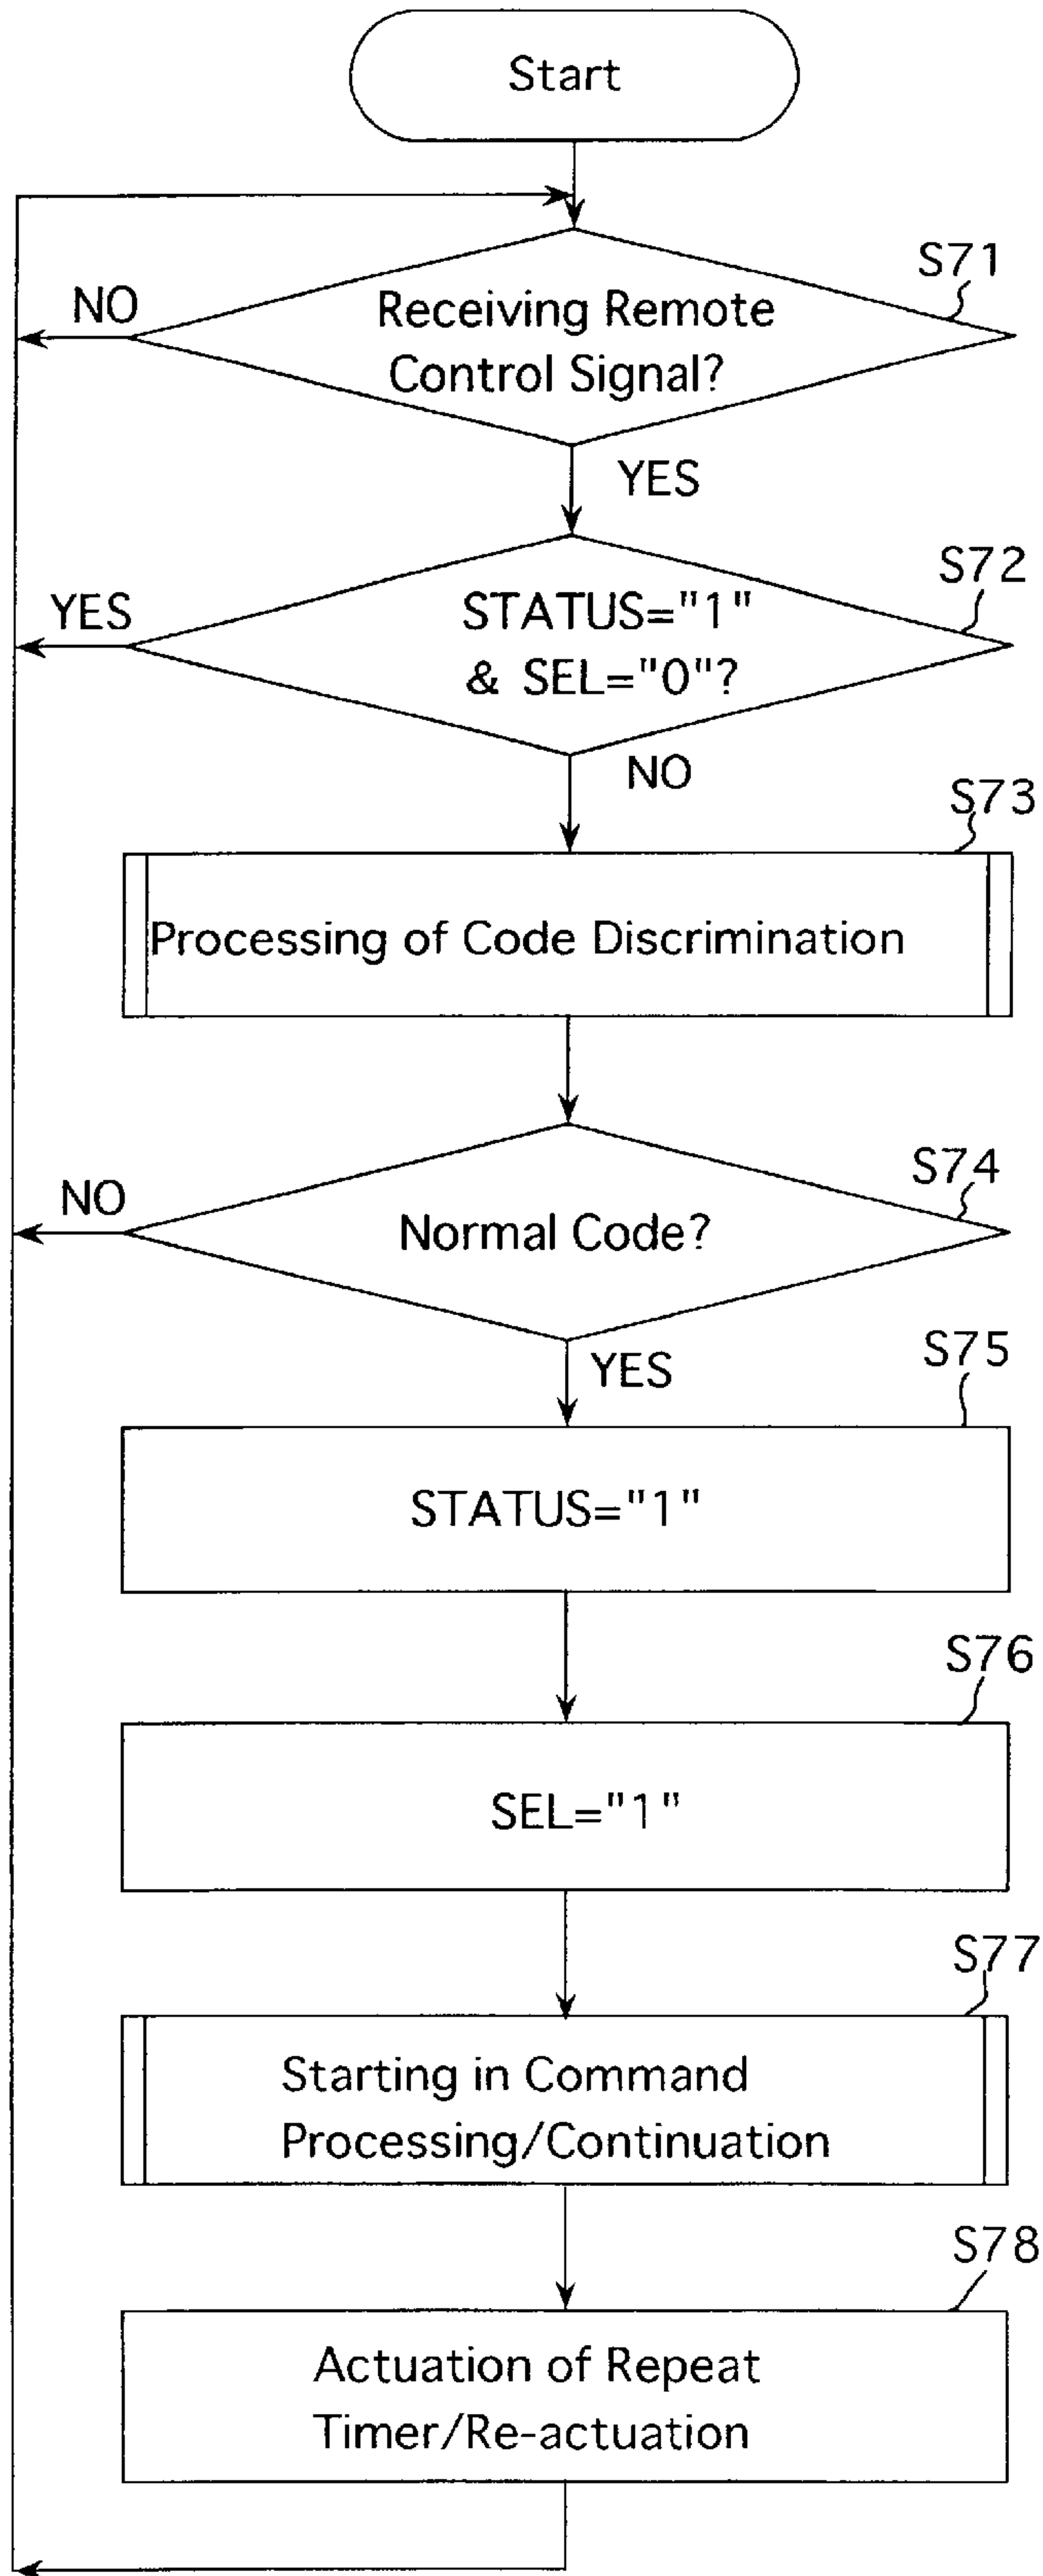 Start
S71
NO
Receiving Remote
Control Signal?
YES
S72
YES
STATUS="1"
& SEL="0"?
NO
S73
Processing of Code Discrimination
S74
NO
Normal Code?
YES
S75
STATUS="1"
S76
SEL="1"
S77
Starting in Command
Processing/Continuation
S78
Actuation of Repeat
Timer/Re-actuation